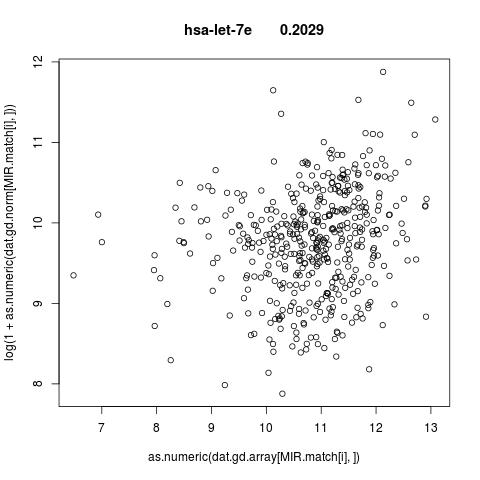 hsa-let-7e 0.2029
log(1 + as.numeric(dat.gd.norm[MIR.match[i], ]))
12
11
10
9
8
7 8 9 10 11 12 13
as.numeric(dat.gd.array[MIR.match[i], ])